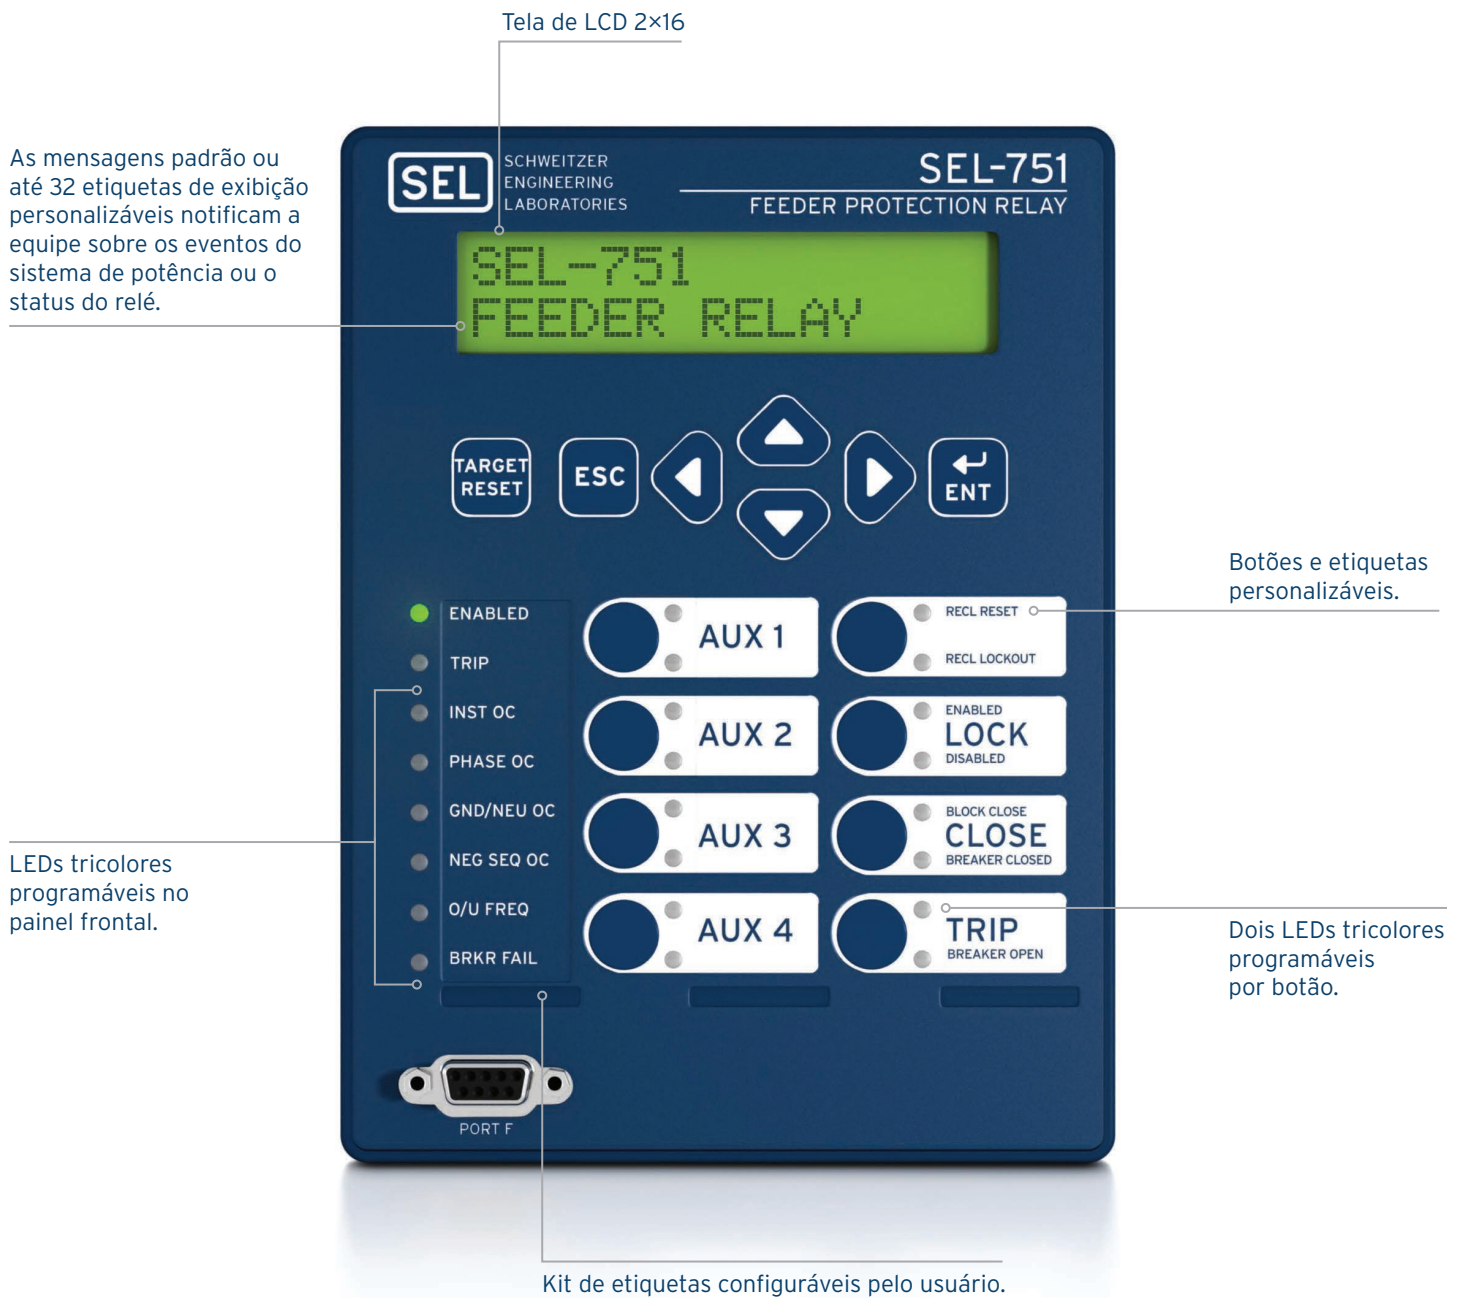 Tela de LCD 2×16
As mensagens padrão ou
até 32 etiquetas de exibição
personalizáveis notificam a
equipe sobre os eventos do
sistema de potência ou o
status do relé.
SEL
SCHWEITZER
ENGINEERING
LABORATORIES
SEL-751
FEEDER PROTECTION RELAY
SEL-751
FEEDER RELAY
TARGET
RESET
ESC
ENT
Botões e etiquetas
personalizáveis.
ENABLED
TRIP
INST OC
PHASE OC
GND/NEU OC
NEG SEQ OC
O/U FREQ
BRKR FAIL
AUX 1
AUX 2
AUX 3
AUX 4
RECL RESET
RECL LOCKOUT
ENABLED
LOCK
DISABLED
BLOCK CLOSE
CLOSE
BREAKER CLOSED
TRIP
BREAKER OPEN
LEDs tricolores
programáveis no
painel frontal.
Dois LEDs tricolores
programáveis
por botão.
PORT F
Kit de etiquetas configuráveis pelo usuário.